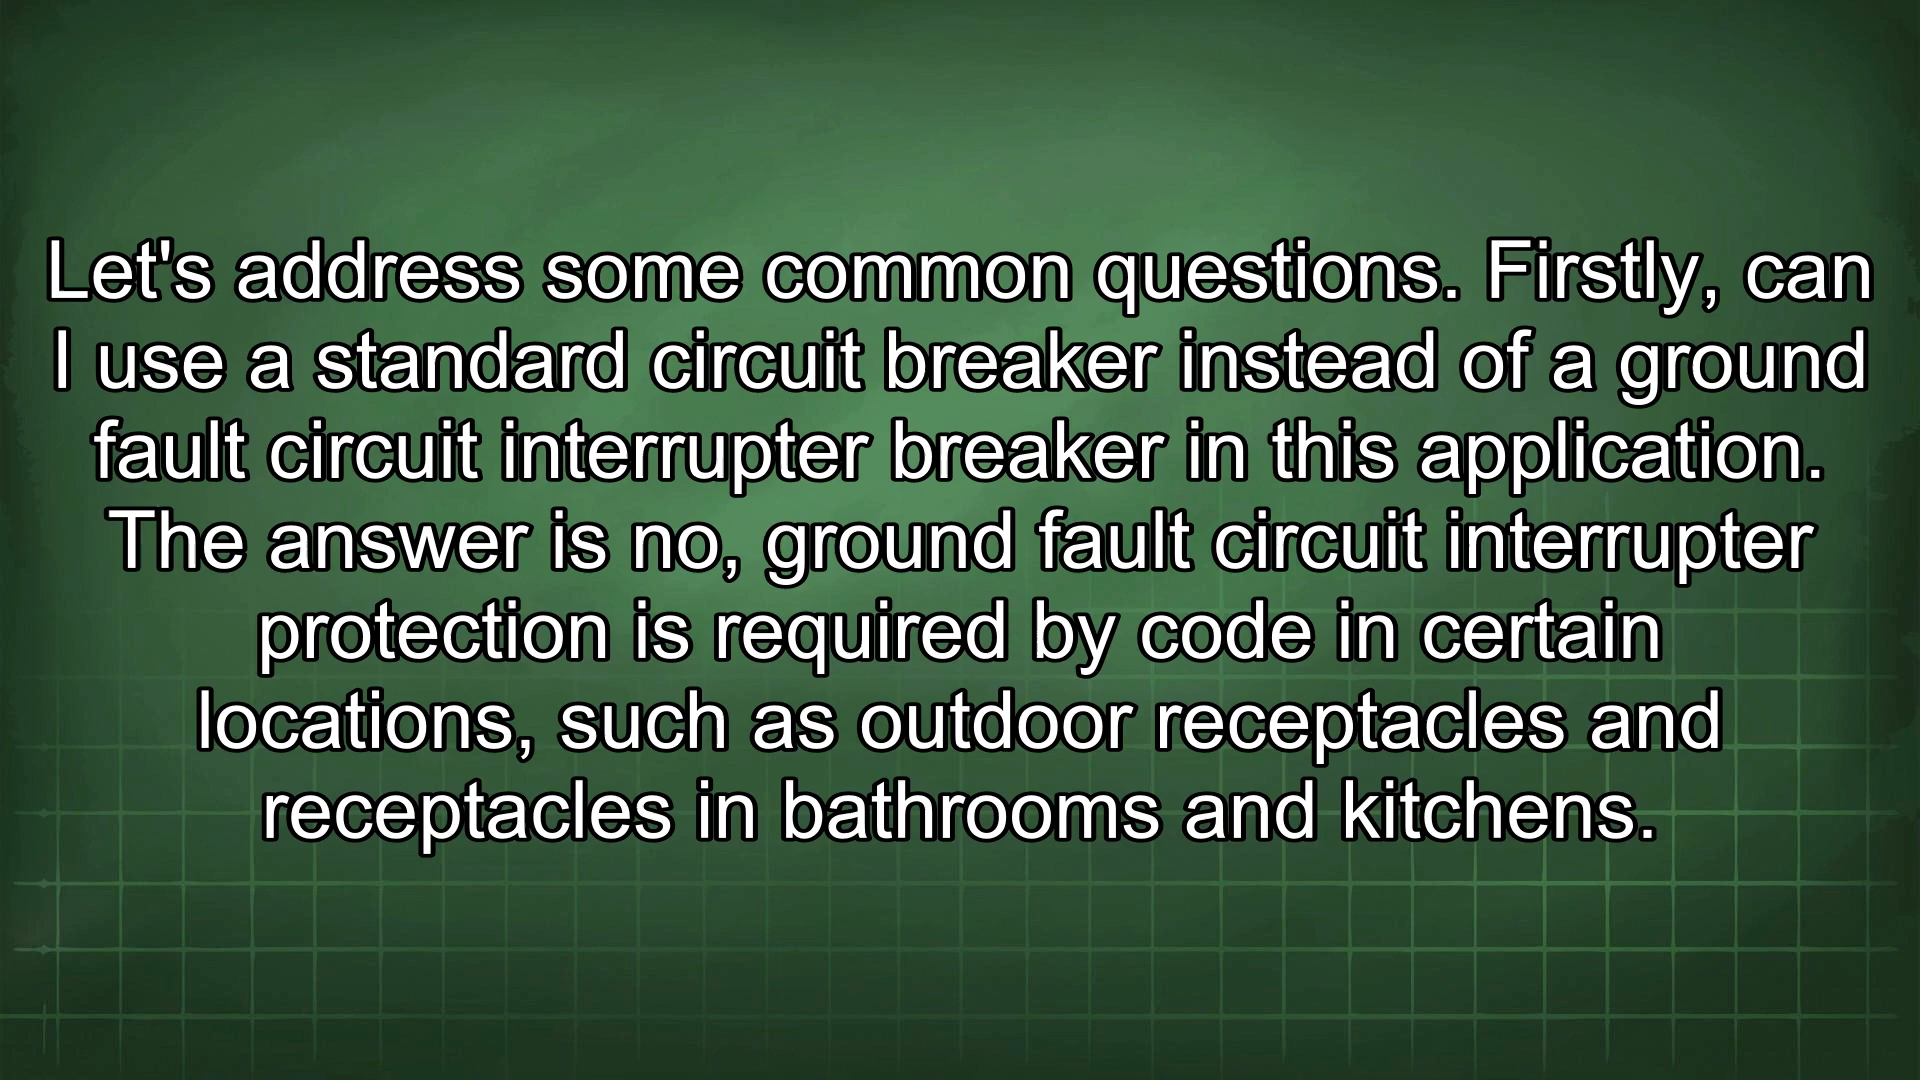 Let's address some common questions. Firstly, can
I use a standard circuit breaker instead of a ground
fault circuit interrupter breaker in this application.
The answer is no, ground fault circuit interrupter
protection is required by code in certain
locations, such as outdoor receptacles and
receptacles in bathrooms and kitchens.